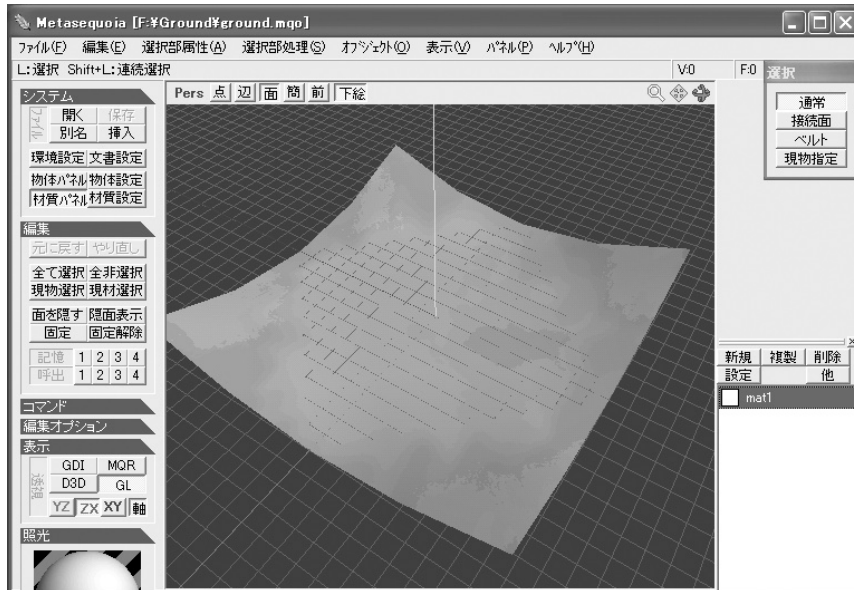 Metasequoia [F:¥Ground¥ground.mqo]
ファイル(F) 編集(E) 選択部属性(A) 選択部処理(S) オブジェクト(O) 表示(V) パネル(P) ヘルプ(H)
L:選択 Shift+L:連続選択 V:0 F:0
選択
通常
接続面
ベルト
現物指定
Pers 点 辺 面 簡 前 下絵
システム
ファイル
開く 保存
別名 挿入
環境設定 文書設定
物体パネル 物体設定
材質パネル 材質設定
編集
元に戻す やり直し
全て選択 全非選択
現物選択 現材選択
面を隠す 隠面表示
固定 固定解除
記憶 1 2 3 4
呼出 1 2 3 4
コマンド
編集オプション
表示
透視
GDI MQR
D3D GL
YZ ZX XY 軸
照光
新規 複製 削除
設定 他
mat1